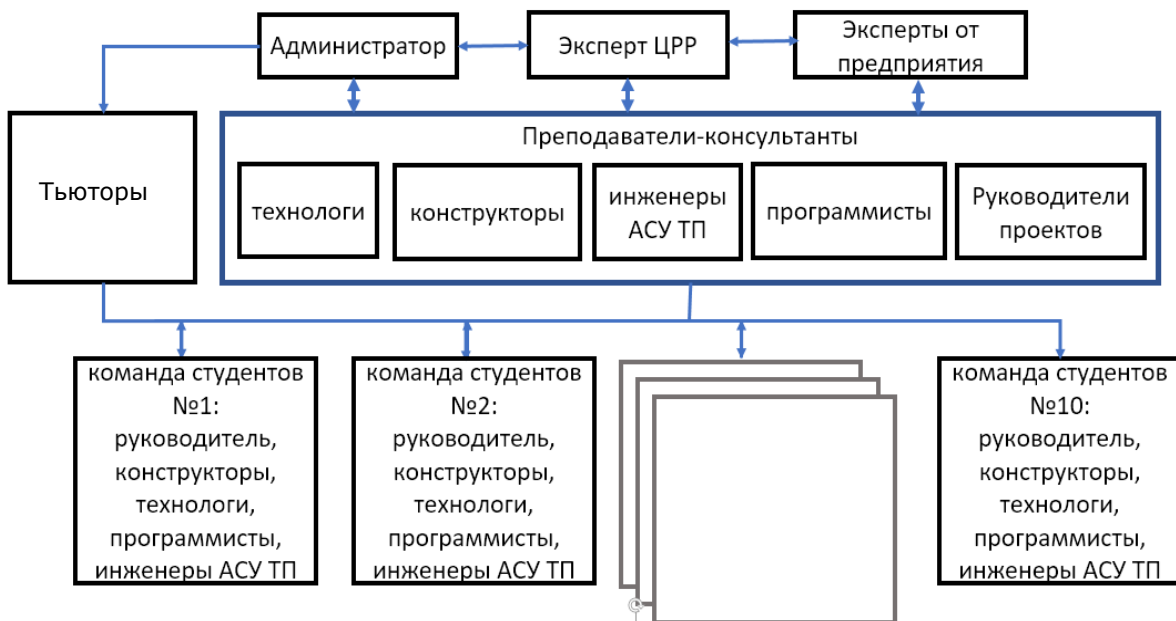 Администратор
Эксперт ЦРР
Эксперты от
предприятия
Тьюторы
Преподаватели-консультанты
технологи
конструкторы
инженеры
АСУ ТП
программисты
Руководители
проектов
команда студентов
№1:
руководитель,
конструкторы,
технологи,
программисты,
инженеры АСУ ТП
команда студентов
№2:
руководитель,
конструкторы,
технологи,
программисты,
инженеры АСУ ТП
команда студентов
№10:
руководитель,
конструкторы,
технологи,
программисты,
инженеры АСУ ТП